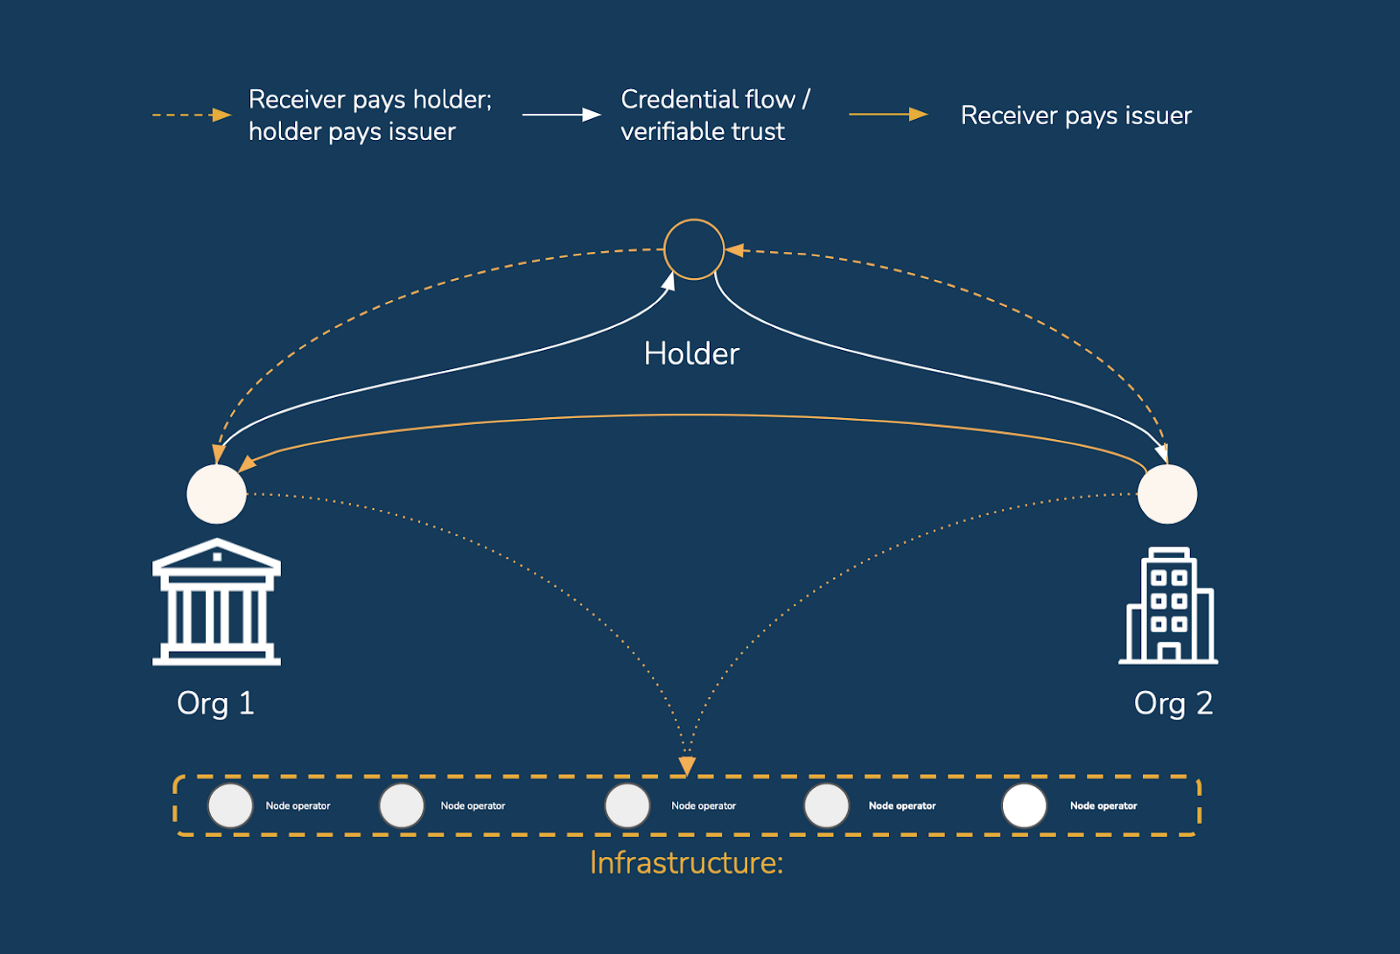 Receiver pays holder;
holder pays issuer
Credential flow /
verifiable trust
Receiver pays issuer
Holder
Org 1
Org 2
Node operator
Node operator
Node operator
Node operator
Node operator
Infrastructure: